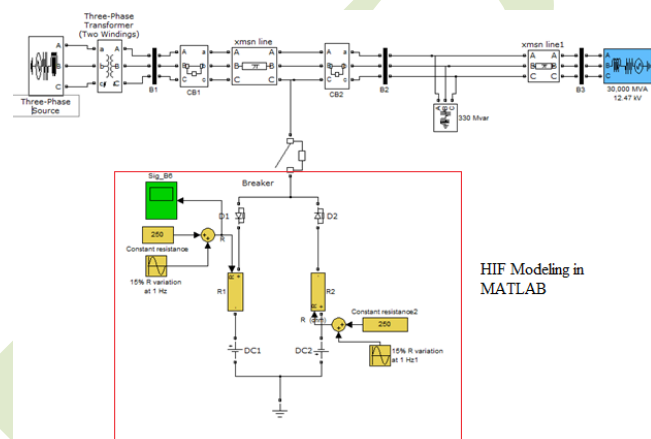 Three-Phase
Transformer
(Two Windings)
xmsn line
xmsn line1
A A a A A A A A A A A A A
B B b B B B B B B B B B B
C C c C C C C C C C C C C
Three-Phase
Source
B1
CB1
CB2
B2
B3
30,000 MVA
12.47 kV
330 Mvar
Breaker
Sig_B6
D1
D2
250
R
Constant resistance
15% R variation
at 1 Hz
R1
R2
HIF Modeling in
MATLAB
Constant resistance2
R
250
DC1
DC2
15% R variation
at 1 Hz1